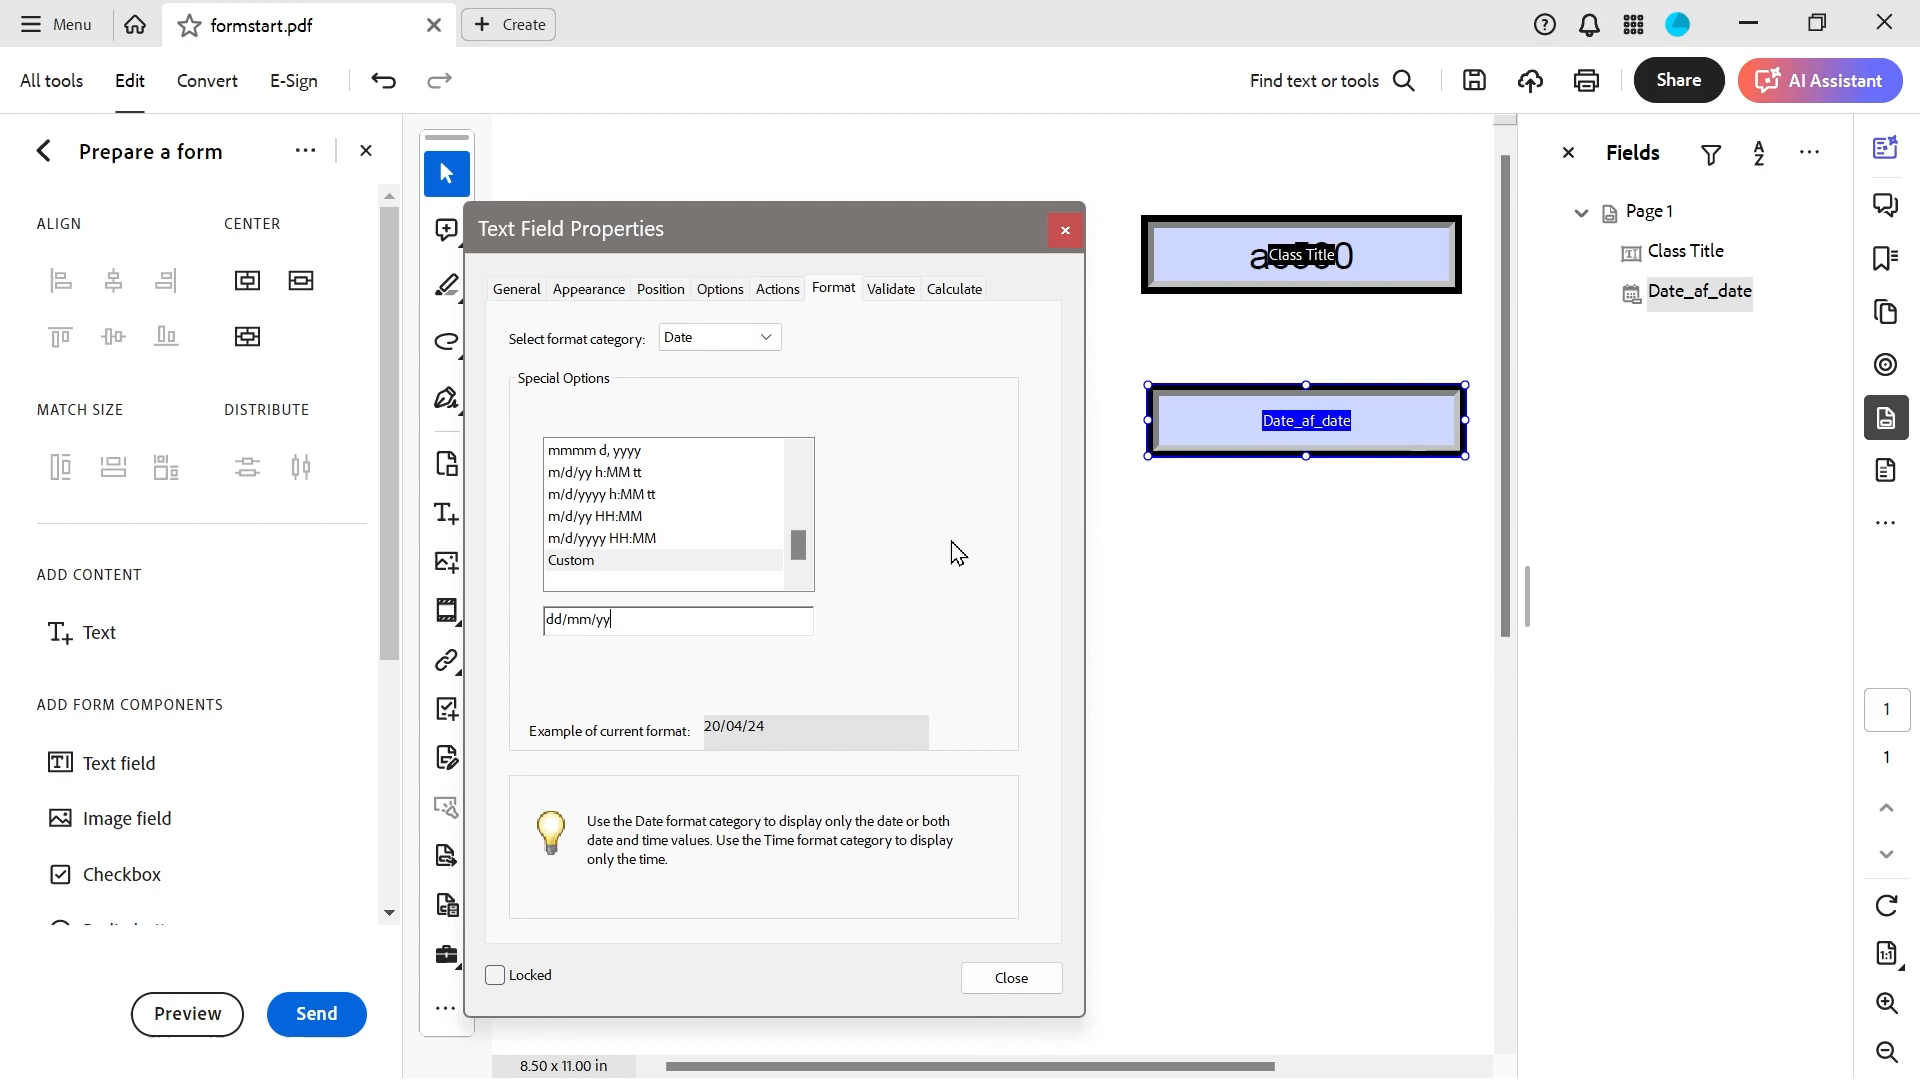 Menu
formstart.pdf
Create
All tools
Edit
Convert
E-Sign
Find text or tools
Share
AI Assistant
Prepare a form
ALIGN
CENTER
MATCH SIZE
DISTRIBUTE
ADD CONTENT
Text
ADD FORM COMPONENTS
Text field
Image field
Checkbox
Preview
Send
Text Field Properties
General
Appearance
Position
Options
Actions
Format
Validate
Calculate
Select format category:
Date
Special Options
mmmm d, yyyy
m/d/yy h:MM tt
m/d/yyyy h:MM tt
m/d/yy HH:MM
m/d/yyyy HH:MM
Custom
dd/mm/yy
Example of current format:
20/04/24
Use the Date format category to display only the date or both
date and time values. Use the Time format category to display
only the time.
Locked
Close
Class Title
Date_af_date
8.50 x 11.00 in
Fields
A
Z
Page 1
Class Title
Date_af_date
1
1
1:1